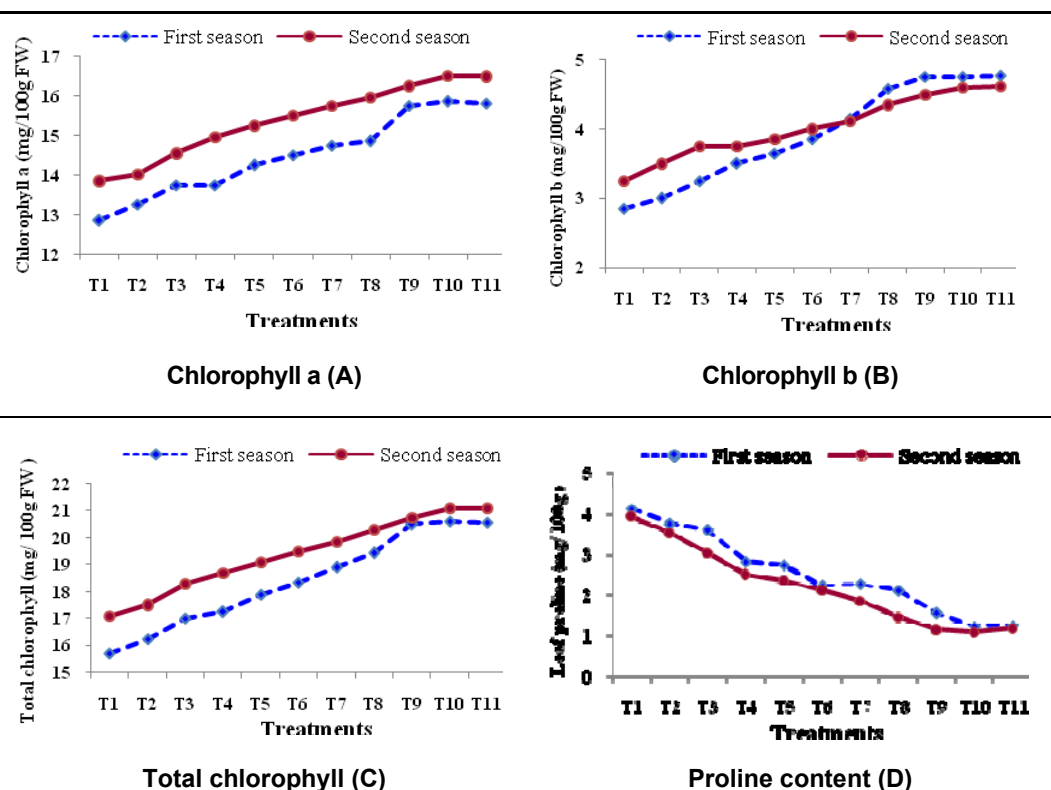 First season Second season
Chlorophyll a (mg/100g FW)
17
16
15
14
13
12
T1 T2 T3 T4 T5 T6 T7 T8 T9 T10 T11
Treatments
Chlorophyll a (A)
First season Second season
Chlorophyll b (mg/100g FW)
5
4
3
2
T1 T2 T3 T4 T5 T6 T7 T8 T9 T10 T11
Treatments
Chlorophyll b (B)
First season Second season
Total chlorophyll (mg/ 100g FW)
22
21
20
19
18
17
16
15
T1 T2 T3 T4 T5 T6 T7 T8 T9 T10 T11
Treatments
Total chlorophyll (C)
First season Second season
Leaf proline (mg/ 100g)
5
4
3
2
1
0
T1 T2 T3 T4 T5 T6 T7 T8 T9 T10 T11
Treatments
Proline content (D)